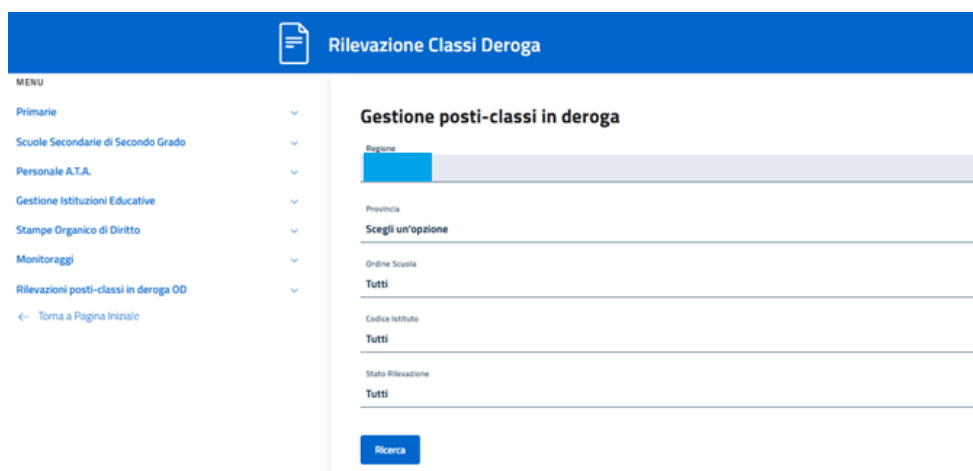 Rilevazione Classi Deroga
MENU
Primarie
Scuole Secondarie di Secondo Grado
Personale A.T.A.
Gestione Istituzioni Educative
Stampe Organico di Diritto
Monitoraggi
Rilevazioni posti-classi in deroga OD
← Torna a Pagina Iniziale
Gestione posti-classi in deroga
Regione
Provincia
Scegli un'opzione
Ordine Scuola
Tutti
Codice Istituto
Tutti
Stato Rilevazione
Tutti
Ricerca